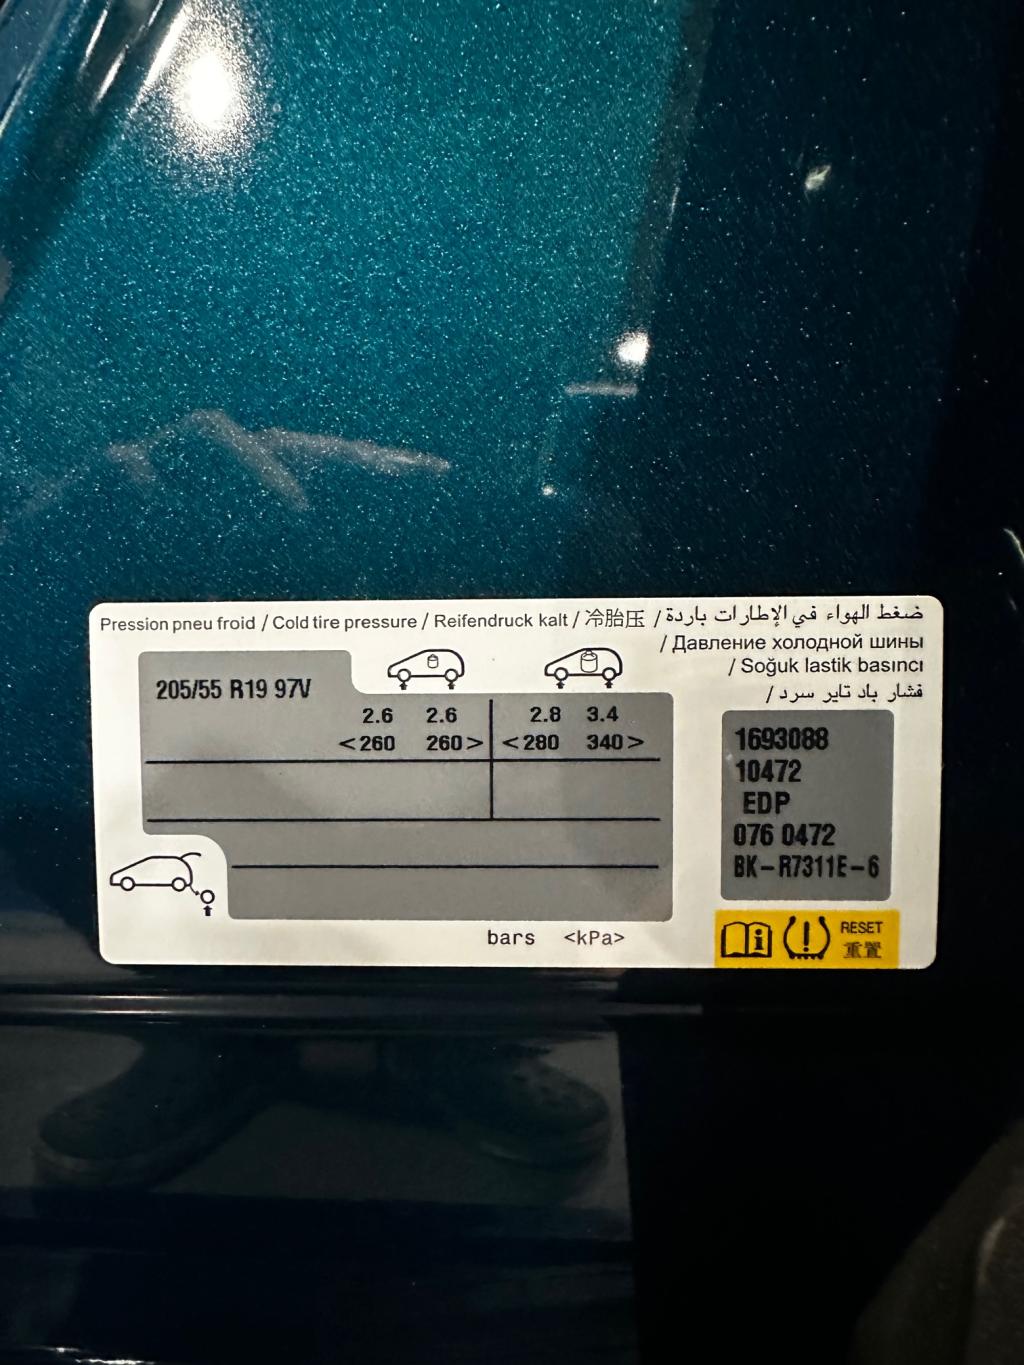 Pression pneu froid / Cold tire pressure / Reifendruck kalt / 冷胎压 / ضغط الهواء في الإطارات باردة
/ Давление холодной шины
/ Soğuk lastik basıncı
/ فشار باد تایر سرد
205/55 R19 97V
2.6 2.6 2.8 3.4
<260 260> <280 340>
bars <kPa>
1693088
10472
EDP
076 0472
BK-R7311E-6
RESET
重置